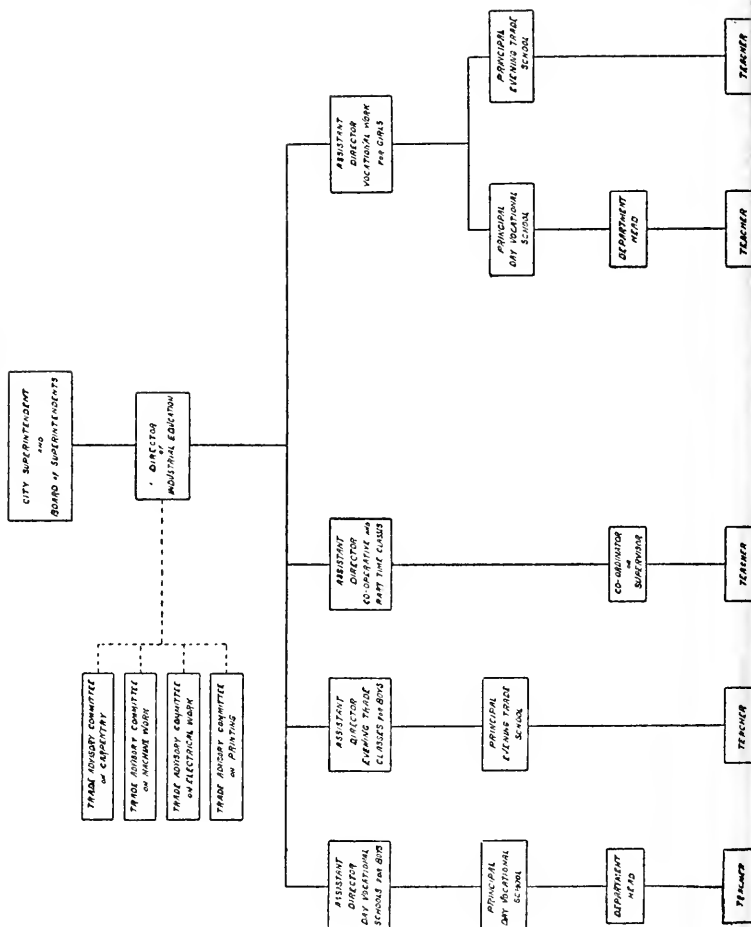 CITY SUPERINTENDENT
AND
BOARD of SUPERINTENDENTS
DIRECTOR
of
INDUSTRIAL EDUCATION
TRADE ADVISORY COMMITTEE
on CARPENTRY
TRADE ADVISORY COMMITTEE
on MACHINE WORK
TRADE ADVISORY COMMITTEE
on ELECTRICAL WORK
TRADE ADVISORY COMMITTEE
on PRINTING
ASSISTANT
DIRECTOR
DAY VOCATIONAL
SCHOOLS FOR BOYS
ASSISTANT
DIRECTOR
EVENING TRADE
CLASSES FOR BOYS
ASSISTANT
DIRECTOR
CO-OPERATIVE and
PART TIME CLASSES
ASSISTANT
DIRECTOR
VOCATIONAL WORK
FOR GIRLS
PRINCIPAL
DAY VOCATIONAL
SCHOOL
PRINCIPAL
EVENING TRADE
SCHOOL
PRINCIPAL
DAY VOCATIONAL
SCHOOL
PRINCIPAL
EVENING TRADE
SCHOOL
DEPARTMENT
HEAD
CO-ORDINATOR
or
SUPERVISOR
DEPARTMENT
HEAD
TEACHER
TEACHER
TEACHER
TEACHER
TEACHER